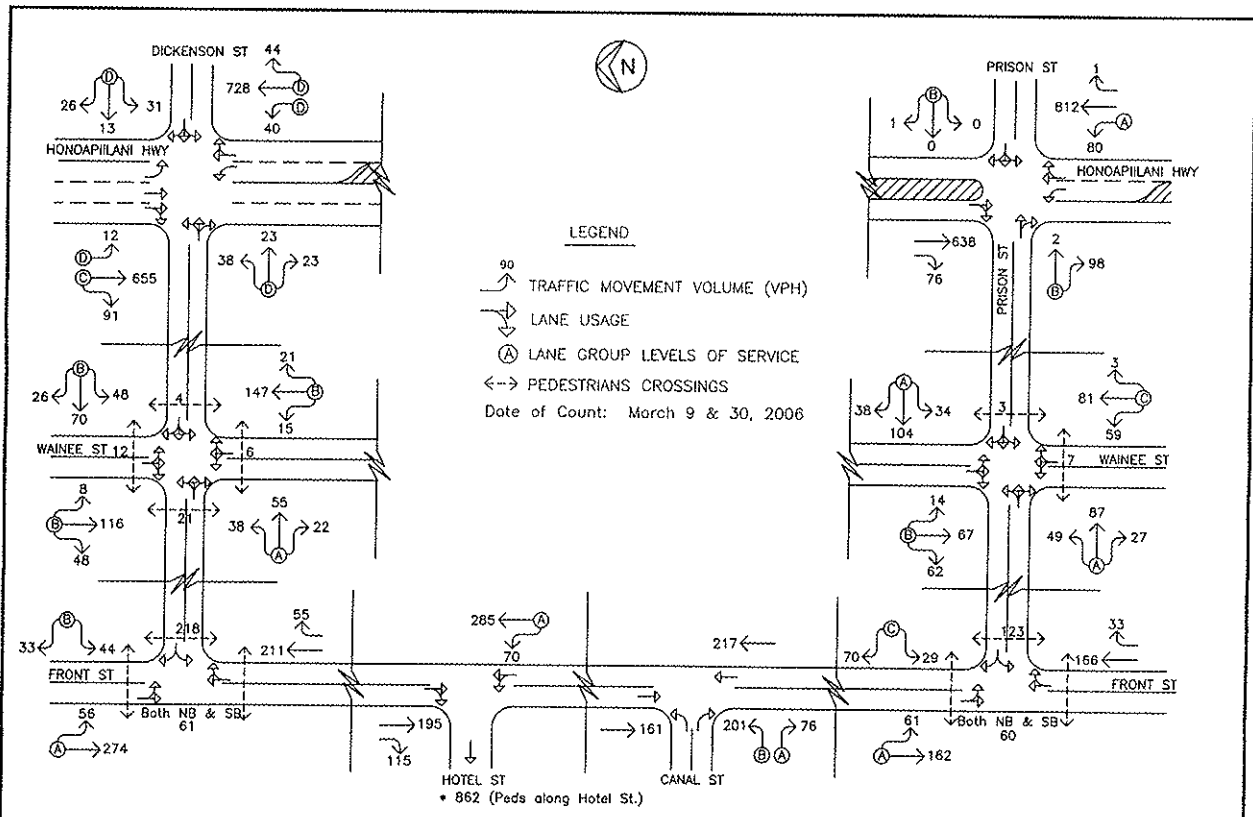 DICKENSON ST
44
728
D
D
40
D
26
31
13
HONOAPIILANI HWY
12
D
C
655
91
23
38
23
D
N
PRISON ST
1
812
A
80
B
1
0
0
HONOAPIILANI HWY
638
76
PRISON ST
2
98
B
LEGEND
90
TRAFFIC MOVEMENT VOLUME (VPH)
LANE USAGE
A LANE GROUP LEVELS OF SERVICE
PEDESTRIANS CROSSINGS
Date of Count: March 9 & 30, 2006
B
26
48
70
21
147
B
15
4
WAINEE ST
12
6
8
B
116
48
21
55
38
22
A
A
38
34
104
3
81
C
59
3
7
WAINEE ST
14
B
67
62
87
49
27
A
B
33
44
218
55
211
FRONT ST
56
A
274
Both NB & SB
61
285
A
70
195
115
HOTEL ST
* 862 (Peds along Hotel St.)
217
161
201
76
B
A
CANAL ST
C
70
29
123
33
166
FRONT ST
61
A
162
Both NB & SB
60